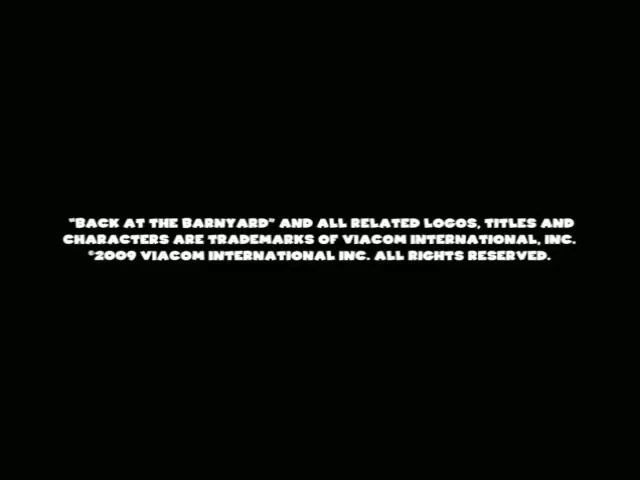 "BACK AT THE BARNYARD" AND ALL RELATED LOGOS, TITLES AND
CHARACTERS ARE TRADEMARKS OF VIACOM INTERNATIONAL, INC.
©2009 VIACOM INTERNATIONAL INC. ALL RIGHTS RESERVED.